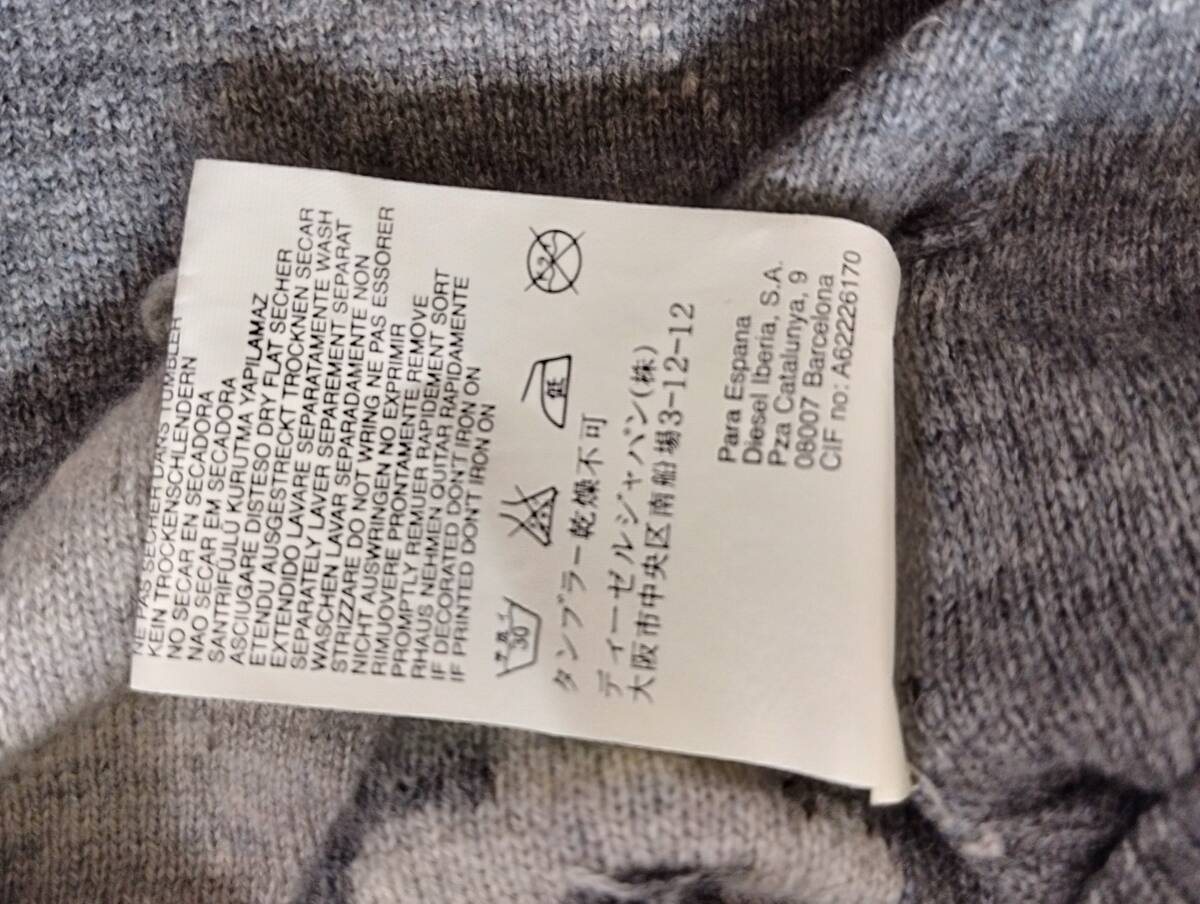 NE PAS SECHER DANS TUMBLER
KEIN TROCKENSCHLENDERN
NO SECAR EN SECADORA
NAO SECAR EM SECADORA
SANTRİFUJLU KURUTMA YAPILAMAZ
ASCIUGARE DISTESO DRY FLAT SECHER
ETENDU AUSGESTRECKT TROCKNEN SECAR
EXTENDIDO LAVARE SEPARATAMENTE WASH
SEPARATELY LAVER SEPAREMENT SEPARAT
WASCHEN LAVAR SEPARADAMENTE NON
STRIZZARE DO NOT WRING NE PAS ESSORER
NICHT AUSWRINGEN NO EXPRIMIR
RIMUOVERE PRONTAMENTE REMOVE
PROMPTLY REMUER RAPIDEMENT SORT
RHAUS NEHMEN QUITAR RAPIDAMENTE
IF DECORATED DON'T IRON ON
IF PRINTED DON'T IRON ON
30 低
タンブラー乾燥不可
ディーゼルジャパン(株)
大阪市中央区南船場3-12-12
Para Espana
Diesel Iberia, S.A.
Pza Catalunya, 9
08007 Barcelona
CIF no: A62226170